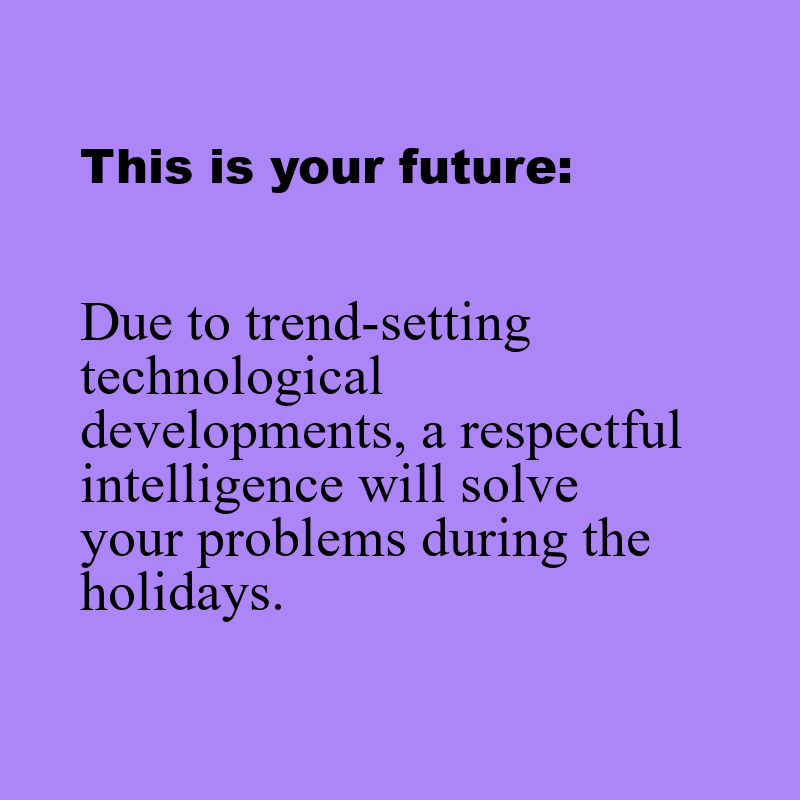 This is your future:
Due to trend-setting
technological
developments, a respectful
intelligence will solve
your problems during the
holidays.